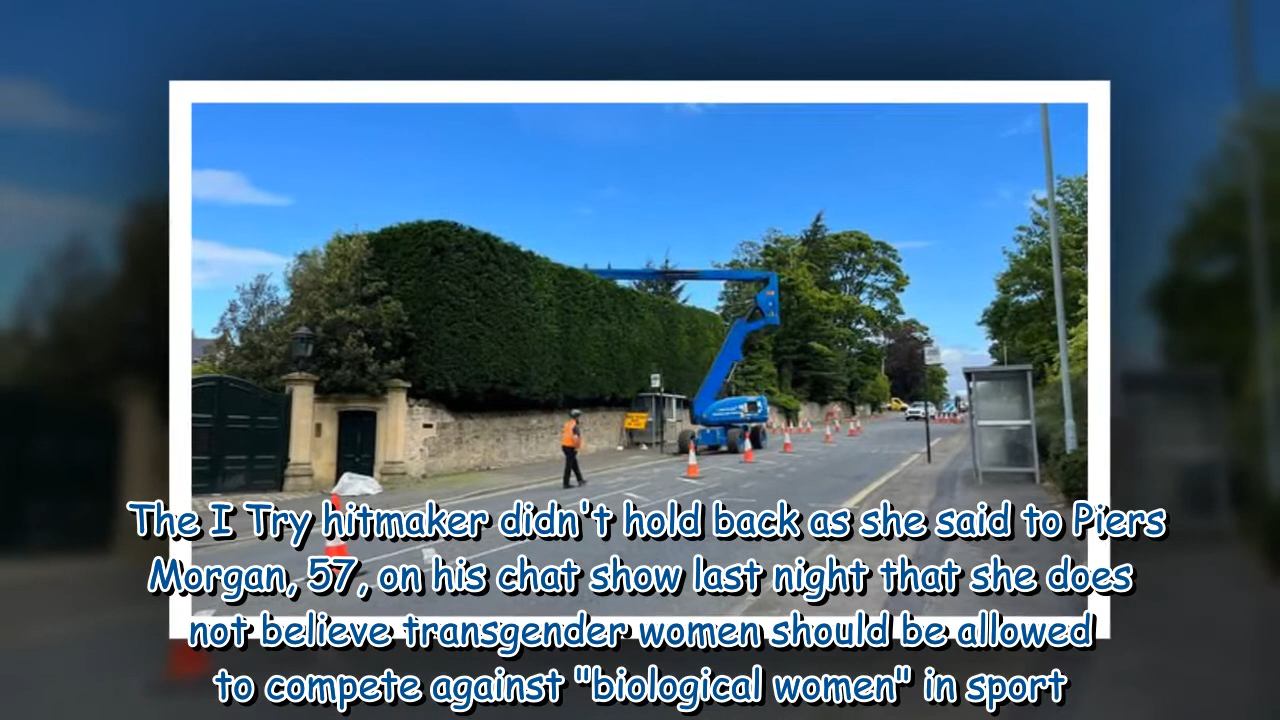 The I Try hitmaker didn't hold back as she said to Piers
Morgan, 57, on his chat show last night that she does
not believe transgender women should be allowed
to compete against "biological women" in sport